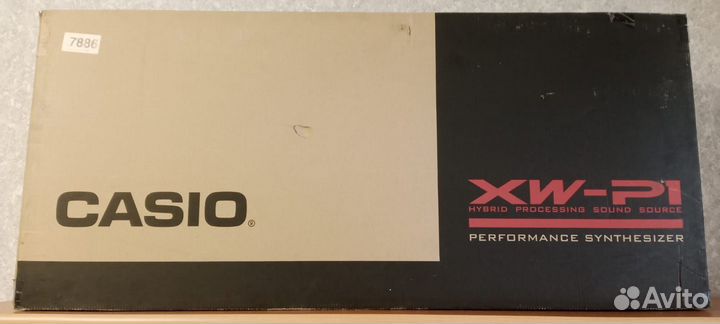 7886
CASIO®
XW-P1
HYBRID PROCESSING SOUND SOURCE
PERFORMANCE SYNTHESIZER
Avito